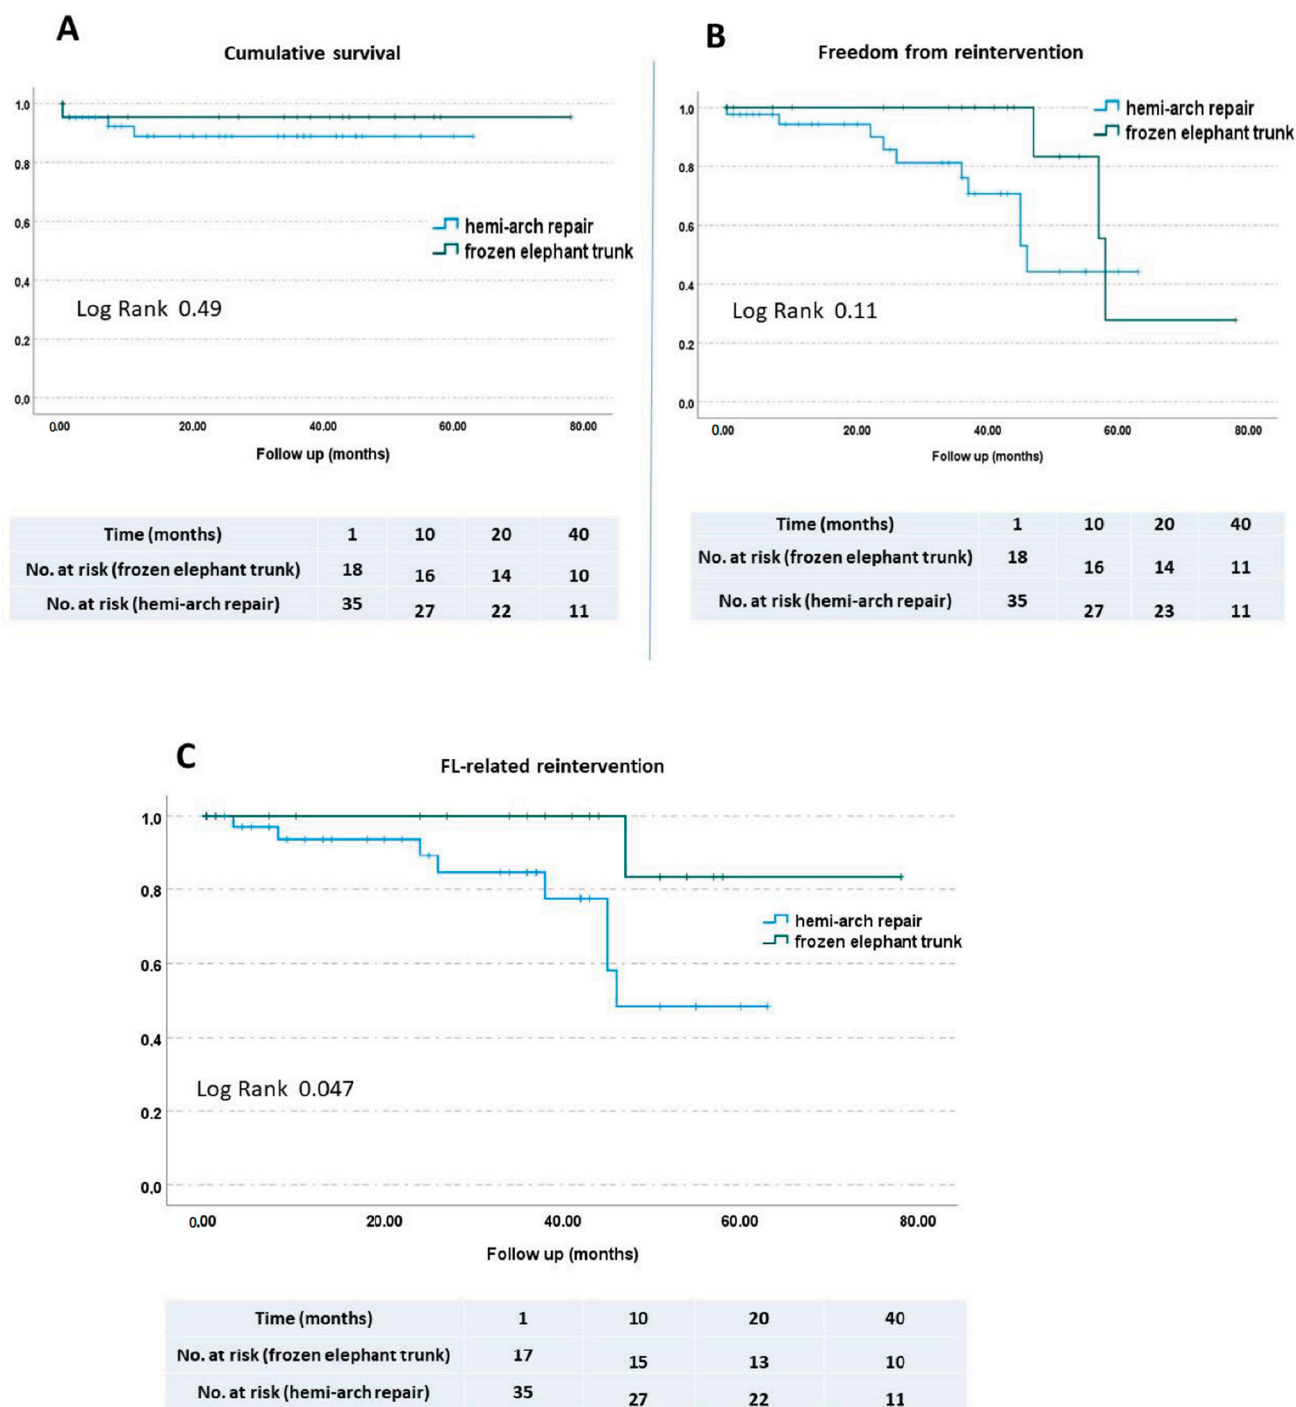 A
Cumulative survival
1.0
0.8
0.6
0.4
0.2
0.0
hemi-arch repair
frozen elephant trunk
Log Rank 0.49
0.00 20.00 40.00 60.00 80.00
Follow up (months)
Time (months) 1 10 20 40
No. at risk (frozen elephant trunk) 18 16 14 10
No. at risk (hemi-arch repair) 35 27 22 11
B
Freedom from reintervention
1.0
0.8
0.6
0.4
0.2
0.0
hemi-arch repair
frozen elephant trunk
Log Rank 0.11
0.00 20.00 40.00 60.00 80.00
Follow up (months)
Time (months) 1 10 20 40
No. at risk (frozen elephant trunk) 18 16 14 11
No. at risk (hemi-arch repair) 35 27 23 11
C
FL-related reintervention
1.0
0.8
0.6
0.4
0.2
0.0
hemi-arch repair
frozen elephant trunk
Log Rank 0.047
0.00 20.00 40.00 60.00 80.00
Follow up (months)
Time (months) 1 10 20 40
No. at risk (frozen elephant trunk) 17 15 13 10
No. at risk (hemi-arch repair) 35 27 22 11